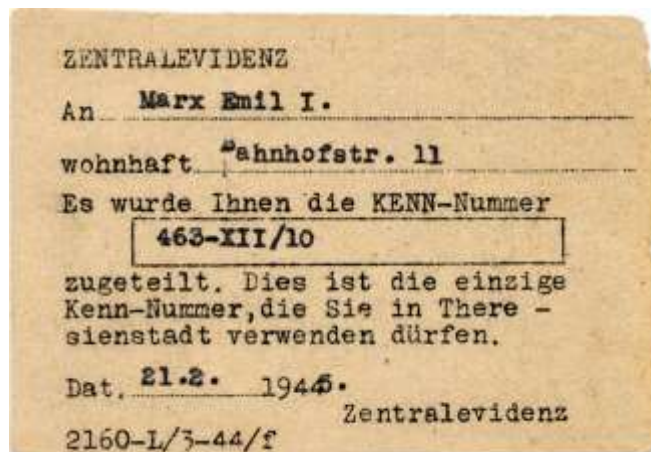 ZENTRALEVIDENZ
An Marx Emil I.
wohnhaft Bahnhofstr. 11
Es wurde Ihnen die KENN-Nummer
463-XII/10
zugeteilt. Dies ist die einzige
Kenn-Nummer,die Sie in There -
sienstadt verwenden dürfen.
Dat. 21.2. 1945.
Zentralevidenz
2160-L/3-44/f